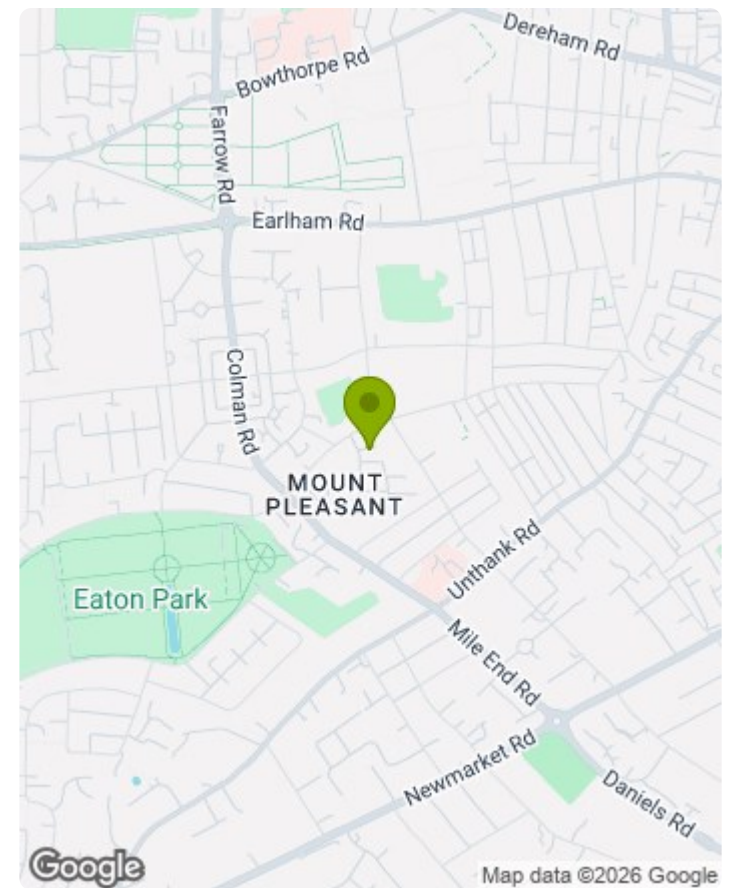 Dereham Rd
Bowthorpe Rd
Farrow Rd
Earlham Rd
Colman Rd
MOUNT
PLEASANT
Unthank Rd
Eaton Park
Mile End Rd
Newmarket Rd
Daniels Rd
Google
Map data ©2026 Google